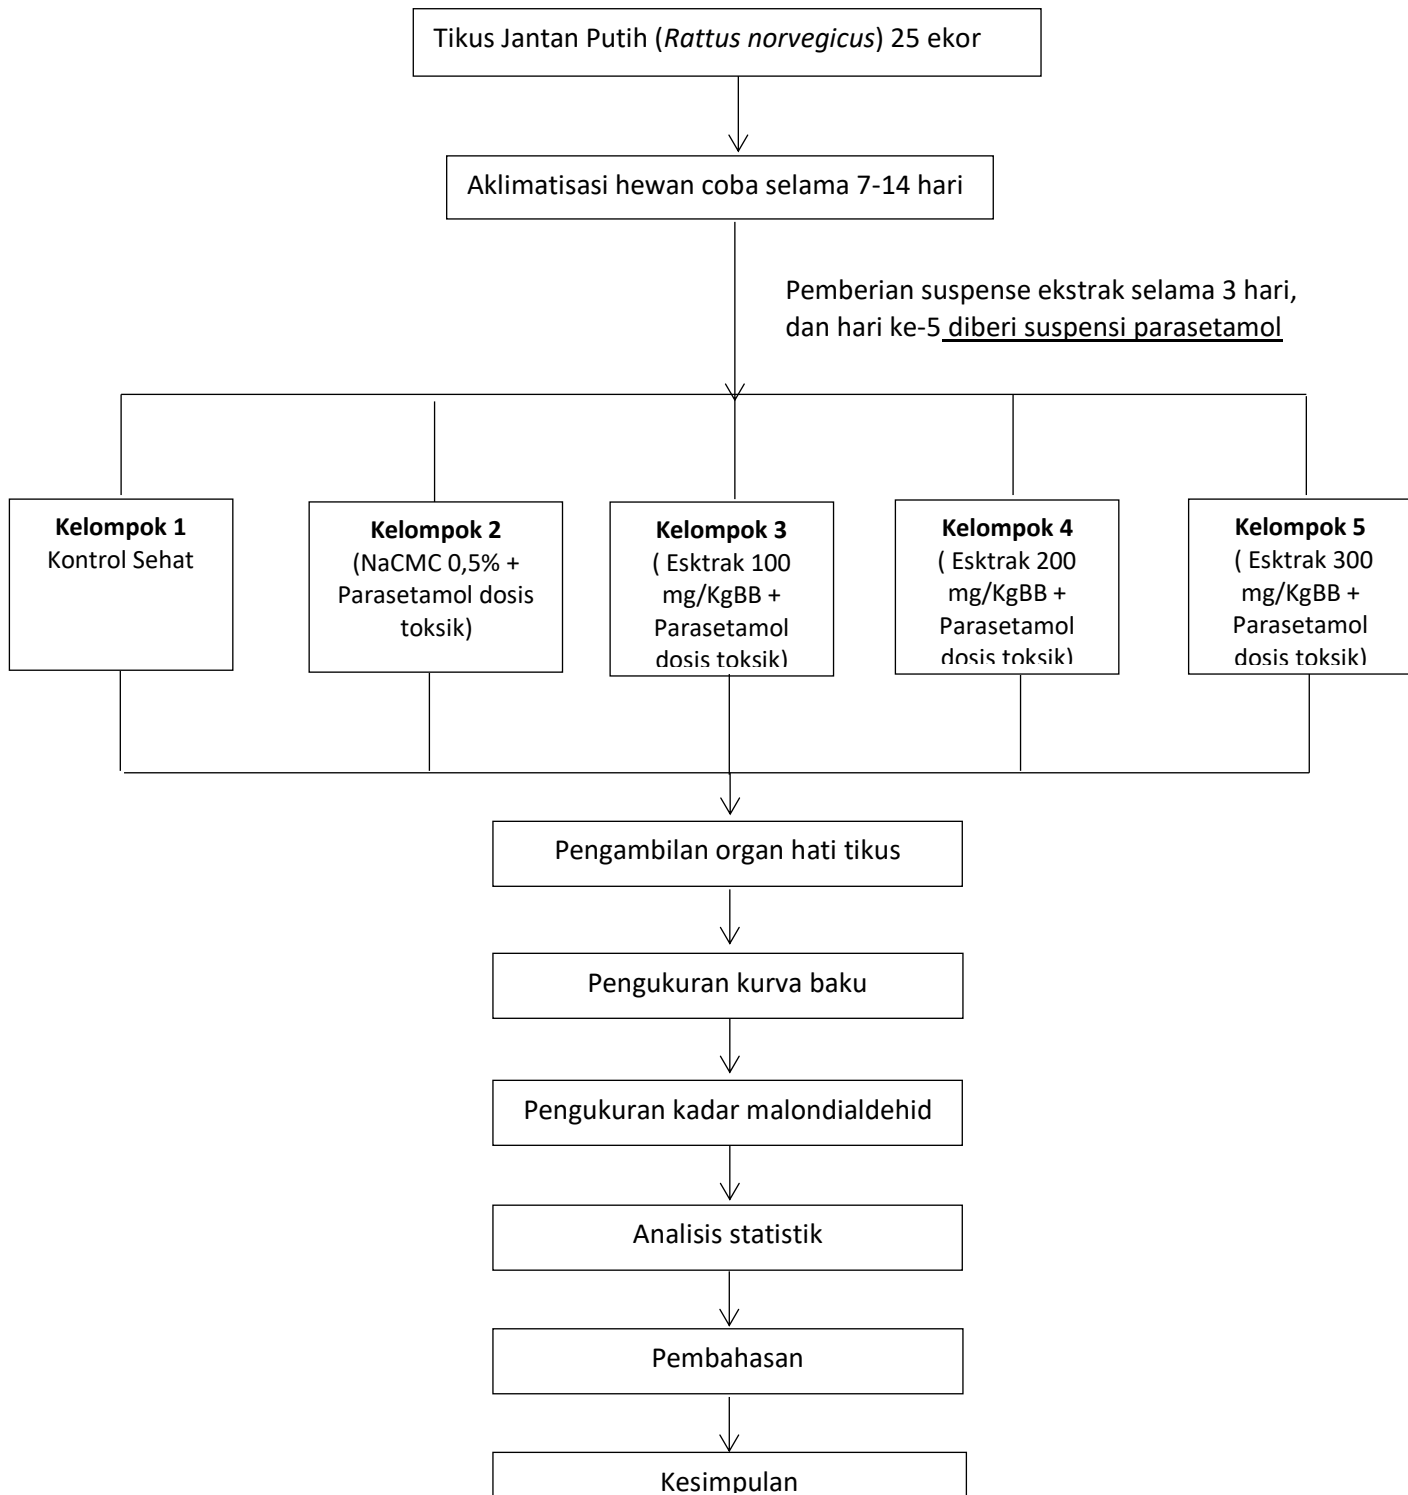 Tikus Jantan Putih (Rattus norvegicus) 25 ekor
Aklimatisasi hewan coba selama 7-14 hari
Pemberian suspense ekstrak selama 3 hari,
dan hari ke-5 diberi suspensi parasetamol
Kelompok 1
Kontrol Sehat
Kelompok 2
(NaCMC 0,5% +
Parasetamol dosis
toksik)
Kelompok 3
( Esktrak 100
mg/KgBB +
Parasetamol
dosis toksik)
Kelompok 4
( Esktrak 200
mg/KgBB +
Parasetamol
dosis toksik)
Kelompok 5
( Esktrak 300
mg/KgBB +
Parasetamol
dosis toksik)
Pengambilan organ hati tikus
Pengukuran kurva baku
Pengukuran kadar malondialdehid
Analisis statistik
Pembahasan
Kesimpulan